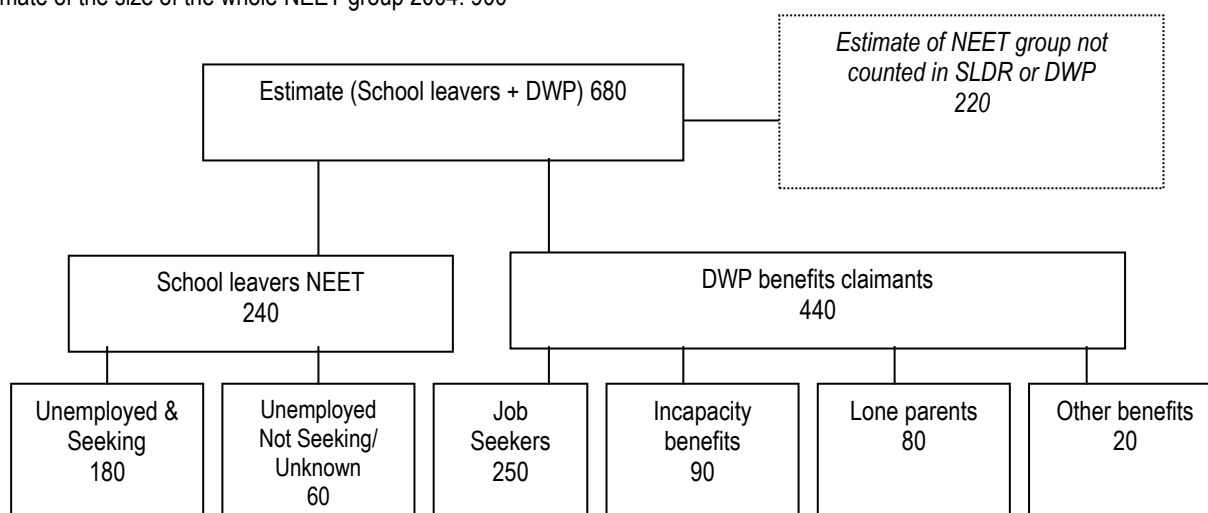 of the size of the whole NEET group 2004: 900
Estimate of NEET group not
counted in SLDR or DWP
220
Estimate (School leavers + DWP) 680
School leavers NEET
240
DWP benefits claimants
440
Unemployed &
Seeking
180
Unemployed
Not Seeking/
Unknown
60
Job
Seekers
250
Incapacity
benefits
90
Lone parents
80
Other benefits
20